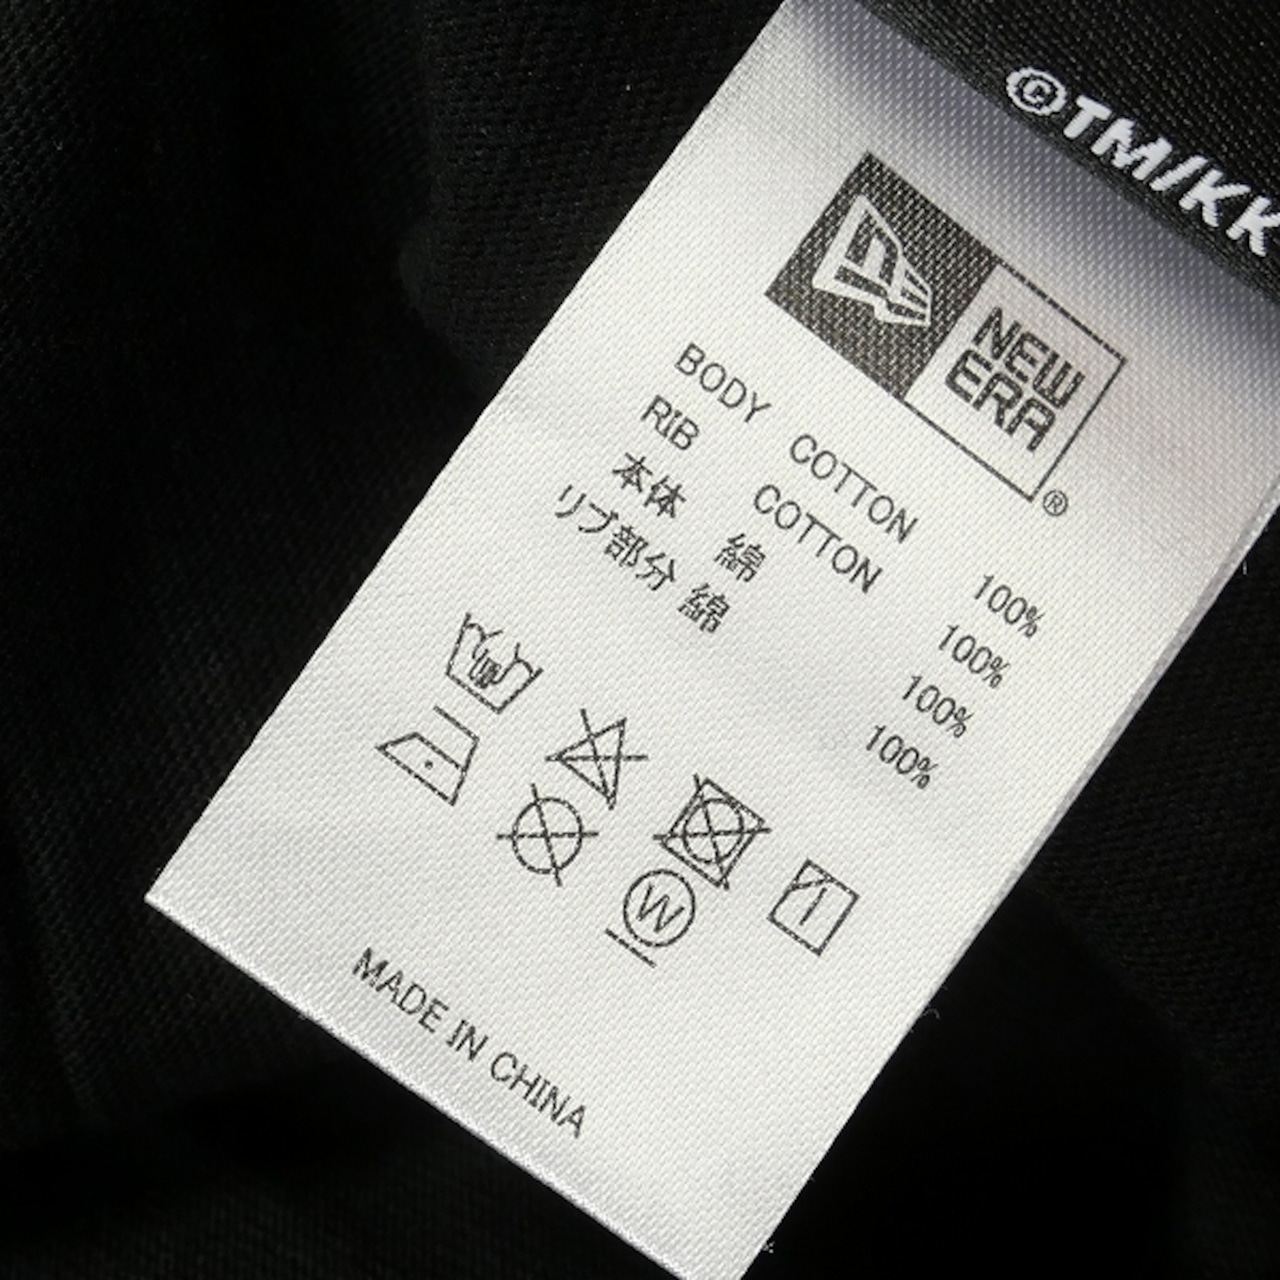 ©TM/KK
NEW
ERA
®
BODY COTTON 100%
RIB COTTON 100%
本体 綿 100%
リブ部分 綿 100%
W
MADE IN CHINA